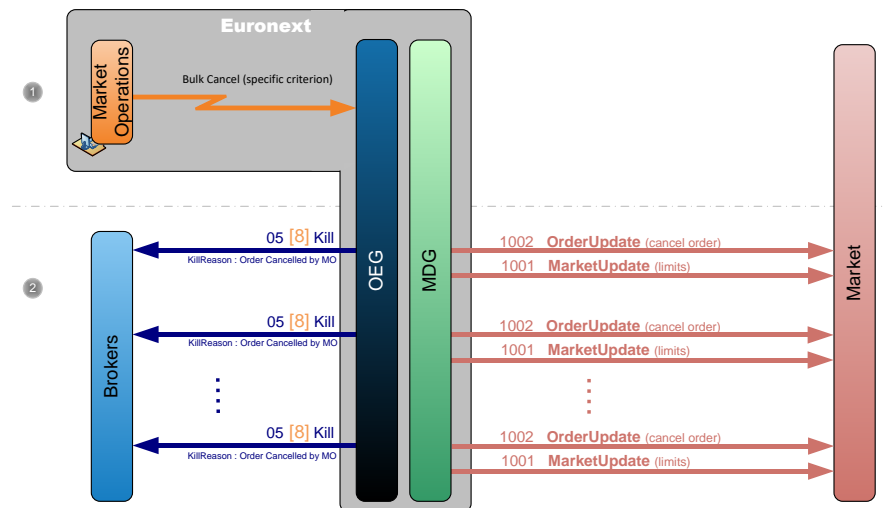 Euronext
1
Market
Operations
Bulk Cancel (specific criterion)
OEG
MDG
Market
2
Brokers
05 [8] Kill
KillReason : Order Cancelled by MO
1002 OrderUpdate (cancel order)
1001 MarketUpdate (limits)
05 [8] Kill
KillReason : Order Cancelled by MO
1002 OrderUpdate (cancel order)
1001 MarketUpdate (limits)
05 [8] Kill
KillReason : Order Cancelled by MO
1002 OrderUpdate (cancel order)
1001 MarketUpdate (limits)